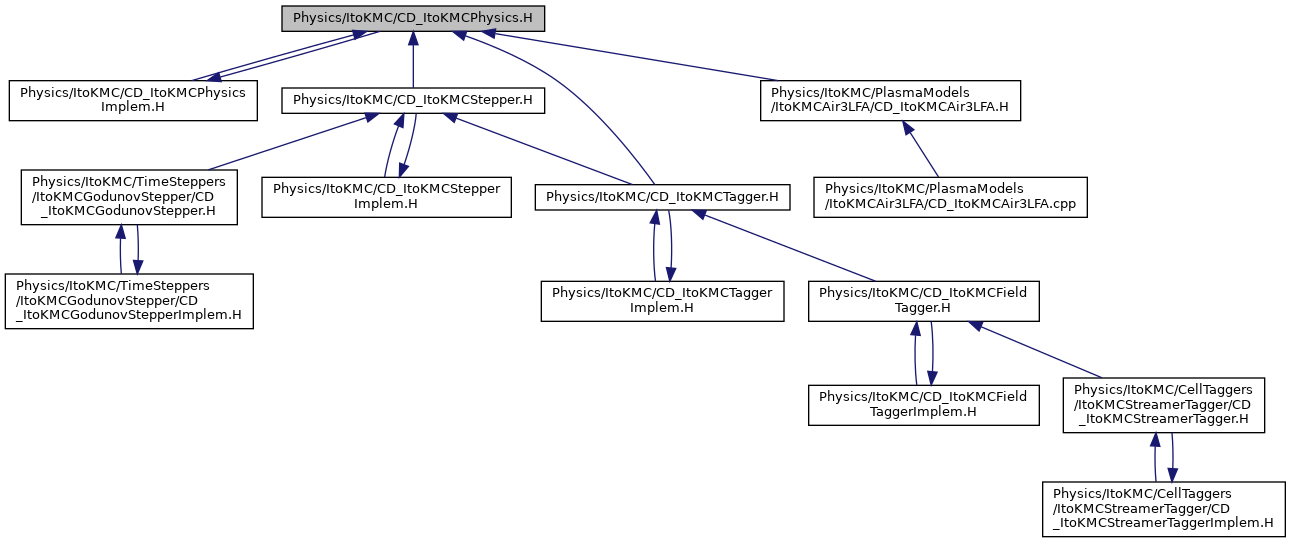 Physics/ItoKMC/CD_ItoKMCPhysics.H
Physics/ItoKMC/CD_ItoKMCPhysics
Implem.H
Physics/ItoKMC/CD_ItoKMCStepper.H
Physics/ItoKMC/PlasmaModels
/ItoKMCAir3LFA/CD_ItoKMCAir3LFA.H
Physics/ItoKMC/TimeSteppers
/ItoKMCGodunovStepper/CD
_ItoKMCGodunovStepper.H
Physics/ItoKMC/CD_ItoKMCStepper
Implem.H
Physics/ItoKMC/CD_ItoKMCTagger.H
Physics/ItoKMC/PlasmaModels
/ItoKMCAir3LFA/CD_ItoKMCAir3LFA.cpp
Physics/ItoKMC/TimeSteppers
/ItoKMCGodunovStepper/CD
_ItoKMCGodunovStepperImplem.H
Physics/ItoKMC/CD_ItoKMCTagger
Implem.H
Physics/ItoKMC/CD_ItoKMCField
Tagger.H
Physics/ItoKMC/CD_ItoKMCField
TaggerImplem.H
Physics/ItoKMC/CellTaggers
/ItoKMCStreamerTagger/CD
_ItoKMCStreamerTagger.H
Physics/ItoKMC/CellTaggers
/ItoKMCStreamerTagger/CD
_ItoKMCStreamerTaggerImplem.H